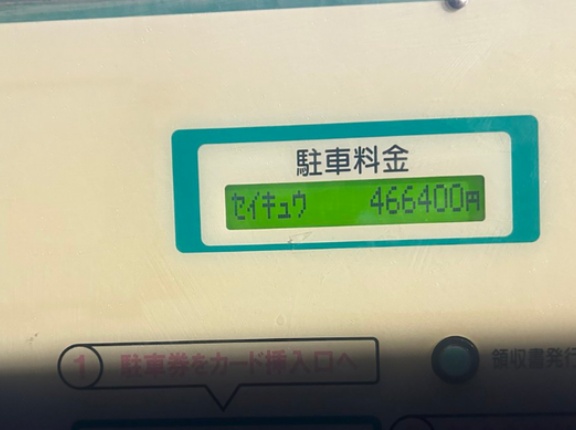 駐車料金
セイキュウ 466400円
1 駐車券をカード挿入口へ
領収書発行